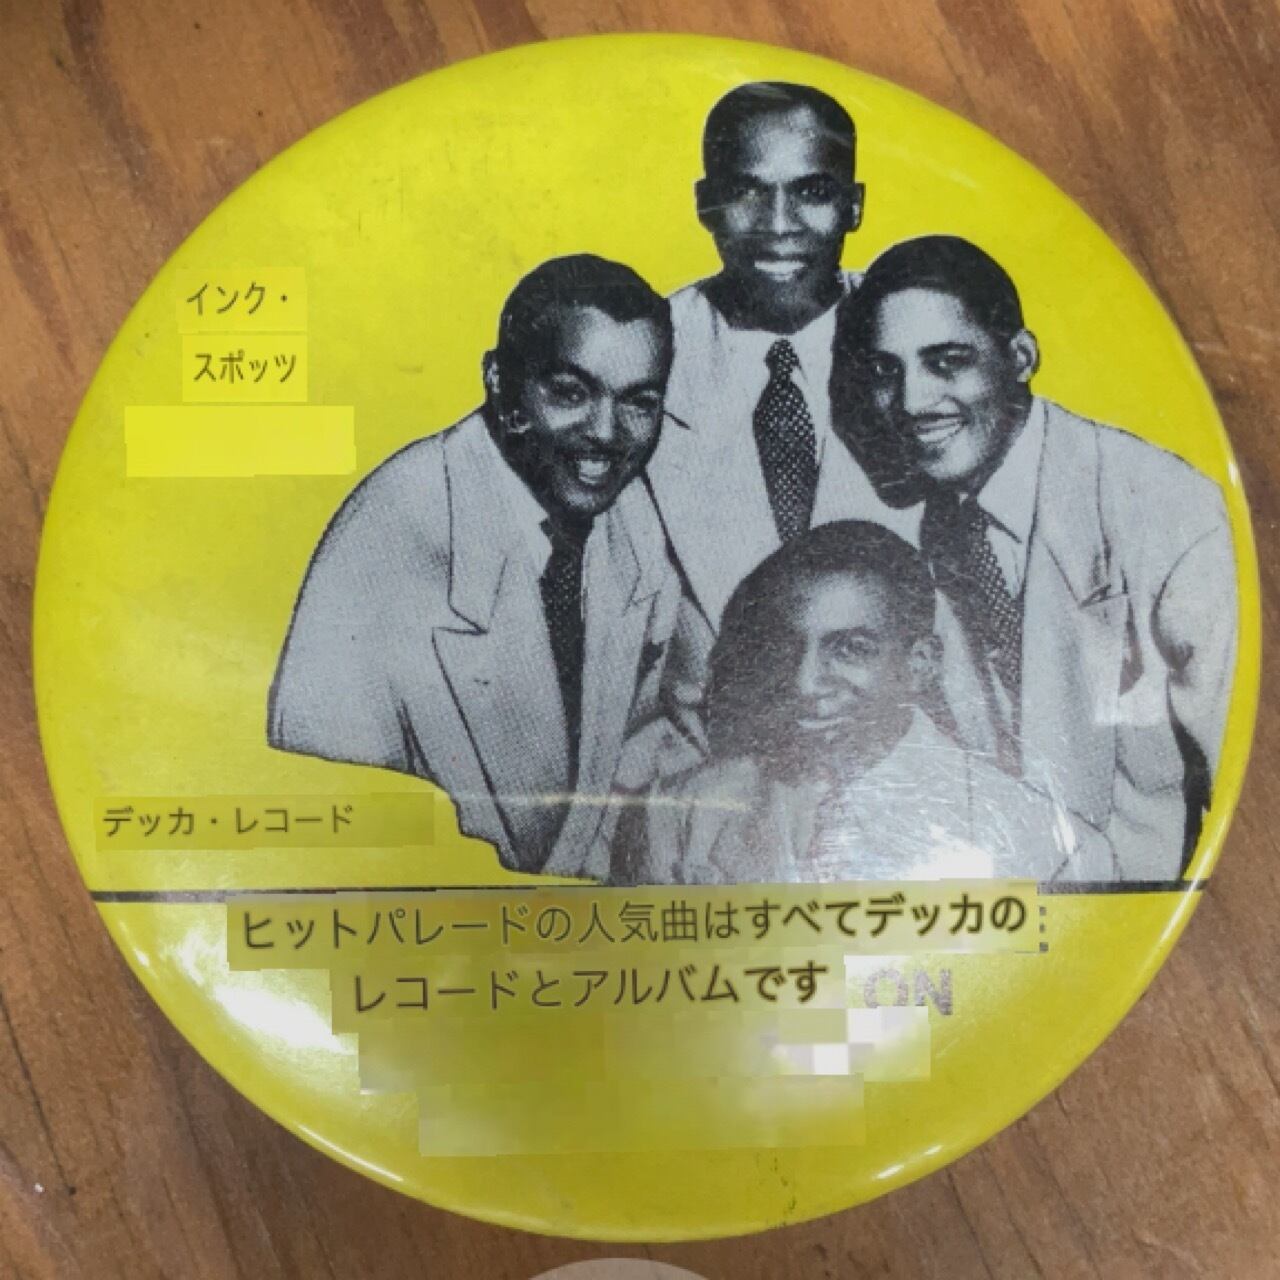 インク・
スポッツ
デッカ・レコード
ヒットパレードの人気曲はすべてデッカの
レコードとアルバムです
ON